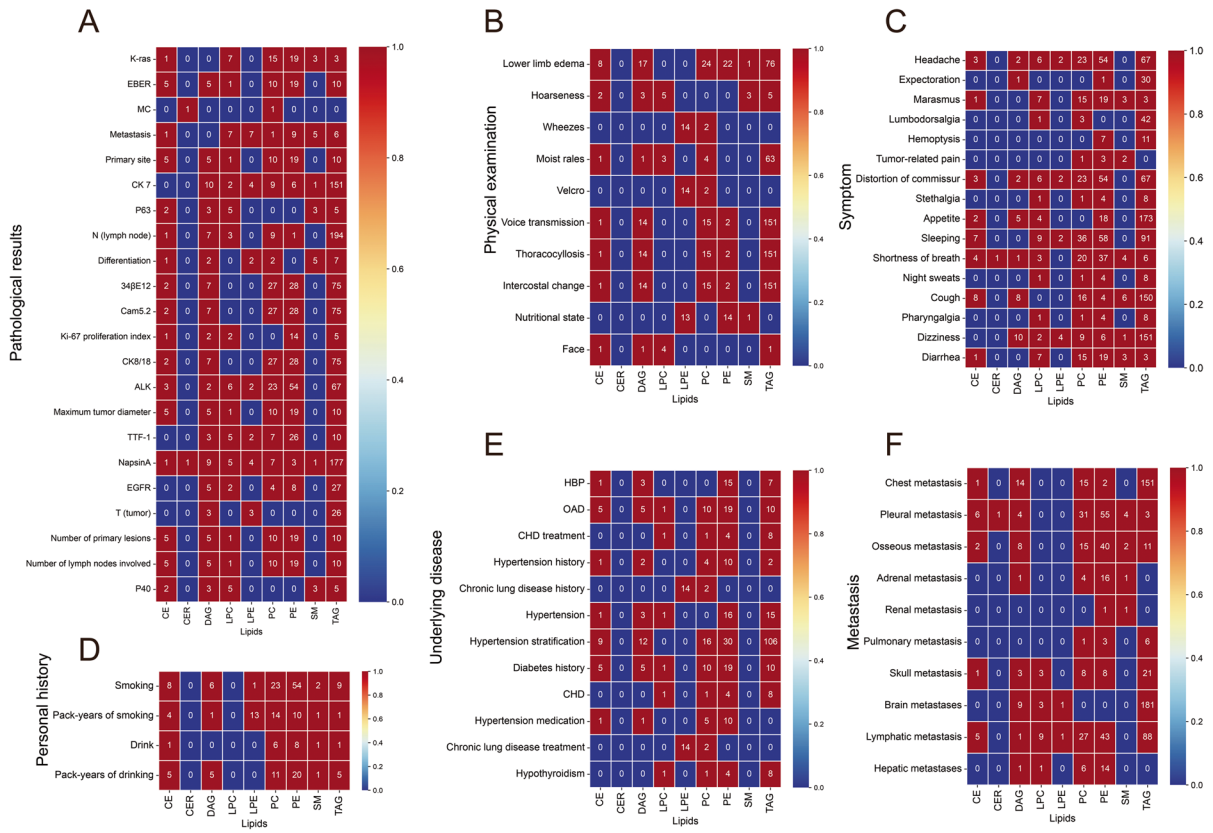 A
Pathological results
K-ras 1 0 0 7 0 15 19 3 3
EBER 5 0 5 1 0 10 19 0 10
MC 0 1 0 0 0 1 0 0 0
Metastasis 1 0 0 7 7 1 9 5 6
Primary site 5 0 5 1 0 10 19 0 10
CK 7 0 0 10 2 4 9 6 1 151
P63 2 0 3 5 0 0 0 3 5
N (lymph node) 1 0 7 3 0 9 1 0 194
Differentiation 1 0 2 0 2 2 0 5 7
34βE12 2 0 7 0 0 27 28 0 75
Cam5.2 2 0 7 0 0 27 28 0 75
Ki-67 proliferation index 1 0 2 2 0 0 14 0 5
CK8/18 2 0 7 0 0 27 28 0 75
ALK 3 0 2 6 2 23 54 0 67
Maximum tumor diameter 5 0 5 1 0 10 19 0 10
TTF-1 0 0 3 5 2 7 26 0 10
NapsinA 1 1 9 5 4 7 3 1 177
EGFR 0 0 5 2 0 4 8 0 27
T (tumor) 0 0 3 0 3 0 0 0 26
Number of primary lesions 5 0 5 1 0 10 19 0 10
Number of lymph nodes involved 5 0 5 1 0 10 19 0 10
P40 2 0 3 5 0 0 0 3 5
CE CER DAG LPC LPE PC PE SM TAG
Lipids
1.0
0.8
0.6
0.4
0.2
0.0
B
Physical examination
Lower limb edema 8 0 17 0 0 24 22 1 76
Hoarseness 2 0 3 5 0 0 0 3 5
Wheezes 0 0 0 0 14 2 0 0 0
Moist rales 1 0 1 3 0 4 0 0 63
Velcro 0 0 0 0 14 2 0 0 0
Voice transmission 1 0 14 0 0 15 2 0 151
Thoracocyllosis 1 0 14 0 0 15 2 0 151
Intercostal change 1 0 14 0 0 15 2 0 151
Nutritional state 0 0 0 0 13 0 14 1 0
Face 1 0 1 4 0 0 0 0 1
CE CER DAG LPC LPE PC PE SM TAG
Lipids
1.0
0.8
0.6
0.4
0.2
0.0
C
Symptom
Headache 3 0 2 6 2 23 54 0 67
Expectoration 0 0 1 0 0 0 1 0 30
Marasmus 1 0 0 7 0 15 19 3 3
Lumbodorsalgia 0 0 0 1 0 3 0 0 42
Hemoptysis 0 0 0 0 0 0 7 0 11
Tumor-related pain 0 0 0 0 0 1 3 2 0
Distortion of commissur 3 0 2 6 2 23 54 0 67
Stethalgia 0 0 0 1 0 1 4 0 8
Appetite 2 0 5 4 0 0 18 0 173
Sleeping 7 0 0 9 2 36 58 0 91
Shortness of breath 4 1 1 3 0 20 37 4 6
Night sweats 0 0 0 1 0 1 4 0 8
Cough 8 0 8 0 0 16 4 6 150
Pharyngalgia 0 0 0 1 0 1 4 0 8
Dizziness 0 0 10 2 4 9 6 1 151
Diarrhea 1 0 0 7 0 15 19 3 3
CE CER DAG LPC LPE PC PE SM TAG
Lipids
1.0
0.8
0.6
0.4
0.2
0.0
D
Personal history
Smoking 8 0 6 0 1 23 54 2 9
Pack-years of smoking 4 0 1 0 13 14 10 1 1
Drink 1 0 0 0 0 6 8 1 1
Pack-years of drinking 5 0 5 0 0 11 20 1 5
CE CER DAG LPC LPE PC PE SM TAG
Lipids
1.0
0.8
0.6
0.4
0.2
0.0
E
Underlying disease
HBP 1 0 3 0 0 0 15 0 7
OAD 5 0 5 1 0 10 19 0 10
CHD treatment 0 0 0 1 0 1 4 0 8
Hypertension history 1 0 2 0 0 4 10 0 2
Chronic lung disease history 0 0 0 0 14 2 0 0 0
Hypertension 1 0 3 1 0 0 16 0 15
Hypertension stratification 9 0 12 0 0 16 30 0 106
Diabetes history 5 0 5 1 0 10 19 0 10
CHD 0 0 0 1 0 1 4 0 8
Hypertension medication 1 0 1 0 0 5 10 0 0
Chronic lung disease treatment 0 0 0 0 14 2 0 0 0
Hypothyroidism 0 0 0 1 0 1 4 0 8
CE CER DAG LPC LPE PC PE SM TAG
Lipids
1.0
0.8
0.6
0.4
0.2
0.0
F
Metastasis
Chest metastasis 1 0 14 0 0 15 2 0 151
Pleural metastasis 6 1 4 0 0 31 55 4 3
Osseous metastasis 2 0 8 0 0 15 40 2 11
Adrenal metastasis 0 0 1 0 0 4 16 1 0
Renal metastasis 0 0 0 0 0 0 1 1 0
Pulmonary metastasis 0 0 0 0 0 1 3 0 6
Skull metastasis 1 0 3 3 0 8 8 0 21
Brain metastases 0 0 9 3 1 0 0 0 181
Lymphatic metastasis 5 0 1 9 1 27 43 0 88
Hepatic metastases 0 0 1 1 0 6 14 0 0
CE CER DAG LPC LPE PC PE SM TAG
Lipids
1.0
0.8
0.6
0.4
0.2
0.0